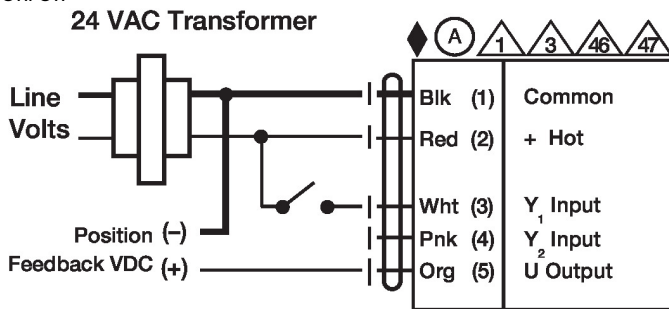 24 VAC Transformer
A 1 3 46 47
Line Volts
Blk (1) Common
Red (2) + Hot
Wht (3) Y1 Input
Pnk (4) Y2 Input
Org (5) U Output
Position (–)
Feedback VDC (+)